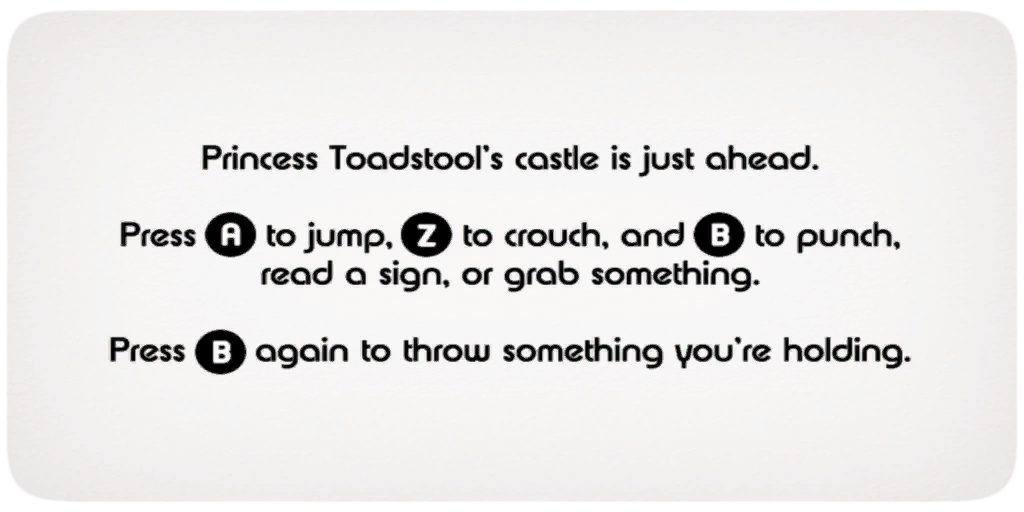 Princess Toadstool's castle is just ahead.
Press A to jump, Z to crouch, and B to punch,
read a sign, or grab something.
Press B again to throw something you're holding.